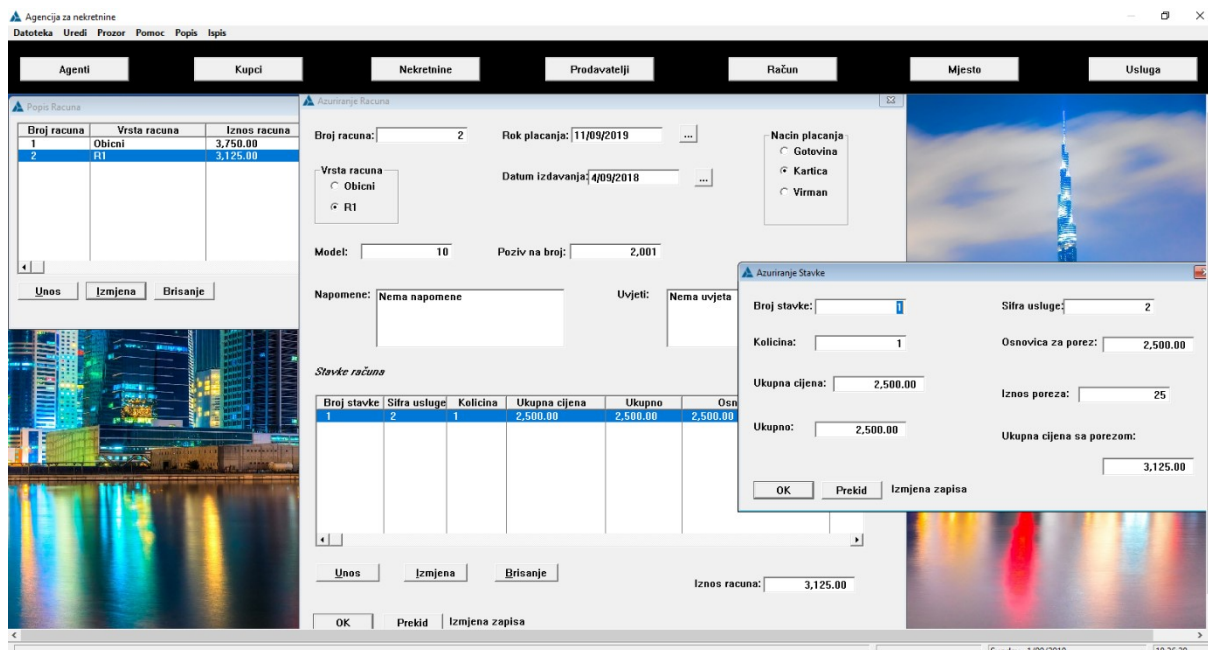 Agencija za nekretnine
Datoteka Uredi Prozor Pomoc Popis Ispis
Agenti Kupci Nekretnine Prodavatelji Račun Mjesto Usluga
Popis Racuna
Broj racuna Vrsta racuna Iznos racuna
1 Obicni 3,750.00
2 R1 3,125.00
Unos Izmjena Brisanje
Azuriranje Racuna
Broj racuna: 2 Rok placanja: 11/09/2019 ...
Nacin placanja
Gotovina
Kartica
Virman
Vrsta racuna
Obicni
R1
Datum izdavanja: 4/09/2018 ...
Model: 10 Poziv na broj: 2,001
Napomene: Nema napomene Uvjeti: Nema uvjeta
Stavke računa
Broj stavke Sifra usluge Kolicina Ukupna cijena Ukupno Osn
1 2 1 2,500.00 2,500.00 2,500.00
Unos Izmjena Brisanje
Iznos racuna: 3,125.00
OK Prekid Izmjena zapisa
Azuriranje Stavke
Broj stavke: 1 Sifra usluge: 2
Kolicina: 1 Osnovica za porez: 2,500.00
Ukupna cijena: 2,500.00 Iznos poreza: 25
Ukupno: 2,500.00 Ukupna cijena sa porezom:
3,125.00
OK Prekid Izmjena zapisa